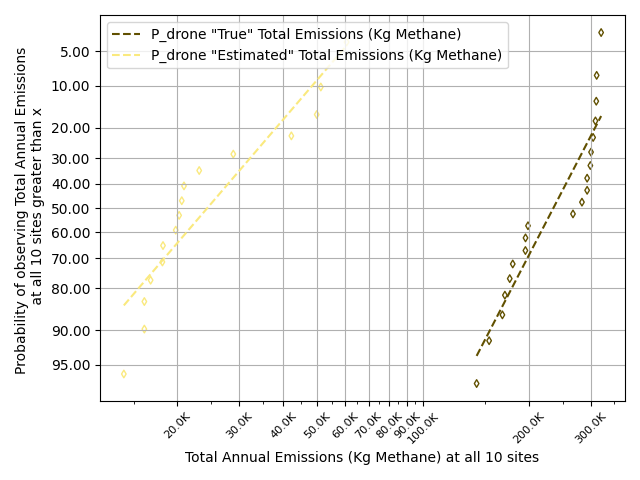 P_drone "True" Total Emissions (Kg Methane)
P_drone "Estimated" Total Emissions (Kg Methane)
Probability of observing Total Annual Emissions
at all 10 sites greater than x
5.00
10.00
20.00
30.00
40.00
50.00
60.00
70.00
80.00
90.00
95.00
20.0K
30.0K
40.0K
50.0K
60.0K
70.0K
80.0K
90.0K
100.0K
200.0K
300.0K
Total Annual Emissions (Kg Methane) at all 10 sites